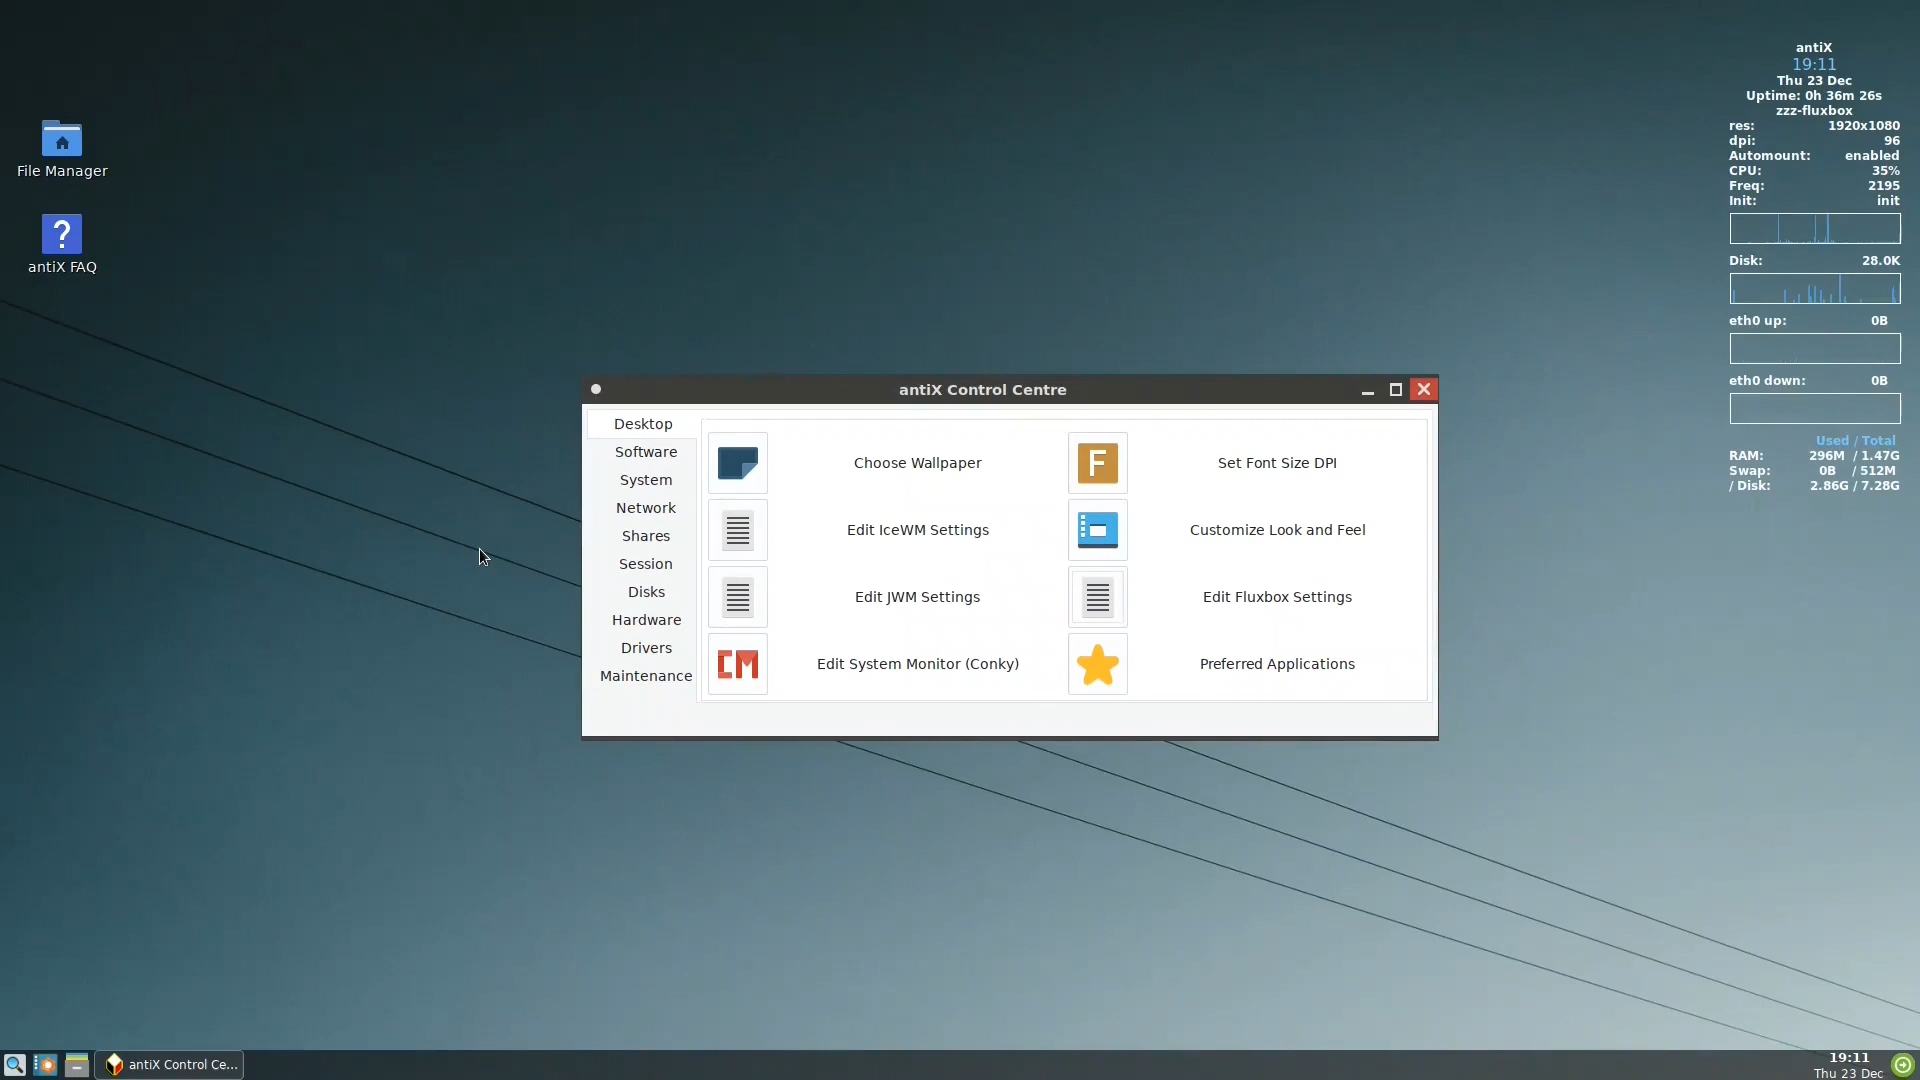 File Manager
antiX FAQ
antiX
19:11
Thu 23 Dec
Uptime: 0h 36m 26s
zzz-fluxbox
res: 1920x1080
dpi: 96
Automount: enabled
CPU: 35%
Freq: 2195
Init: init
Disk: 28.0K
eth0 up: 0B
eth0 down: 0B
Used / Total
RAM: 296M / 1.47G
Swap: 0B / 512M
/ Disk: 2.86G / 7.28G
antiX Control Centre
Desktop
Software
System
Network
Shares
Session
Disks
Hardware
Drivers
Maintenance
Choose Wallpaper
F Set Font Size DPI
Edit IceWM Settings
Customize Look and Feel
Edit JWM Settings
Edit Fluxbox Settings
CM Edit System Monitor (Conky)
Preferred Applications
antiX Control Ce...
19:11
Thu 23 Dec